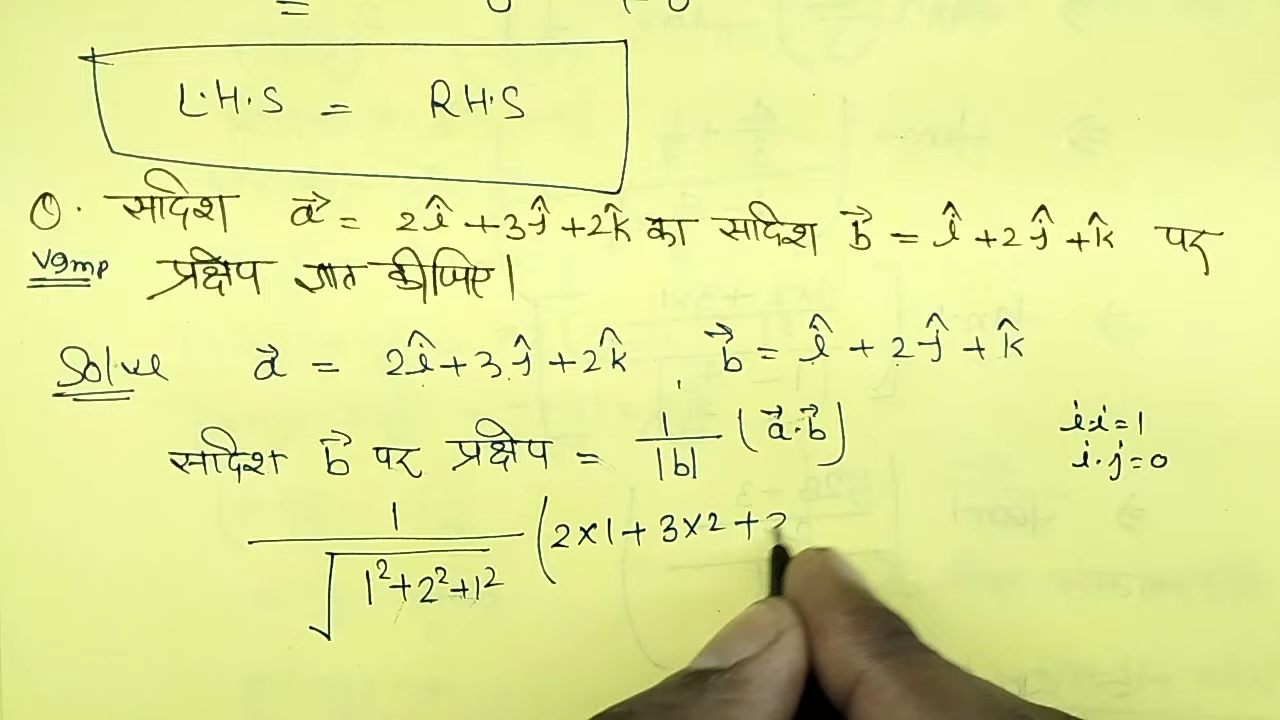 =
L.H.S = R.H.S
Q. सदिश a⃗ = 2î + 3ĵ + 2k̂ का सदिश b⃗ = î + 2ĵ + k̂ पर
VImp प्रक्षेप ज्ञात कीजिए।
Solve a⃗ = 2î + 3ĵ + 2k̂ , b⃗ = î + 2ĵ + k̂
सदिश b⃗ पर प्रक्षेप = 1/|b| (a⃗.b⃗)
i.i = 1
i.j = 0
1/√(1²+2²+1²) (2×1 + 3×2 + 2